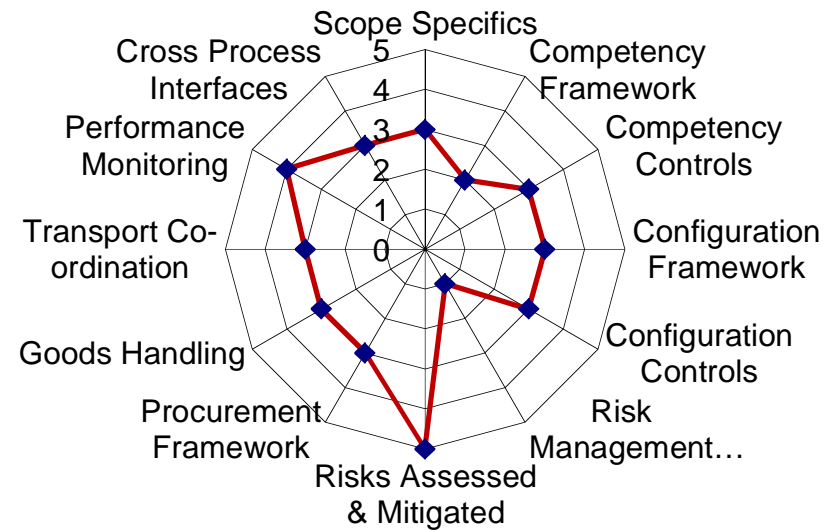 Scope Specifics
Competency
Framework
Competency
Controls
Configuration
Framework
Configuration
Controls
Risk
Management…
Risks Assessed
& Mitigated
Procurement
Framework
Goods Handling
Transport Co-
ordination
Performance
Monitoring
Cross Process
Interfaces
5
4
3
2
1
0